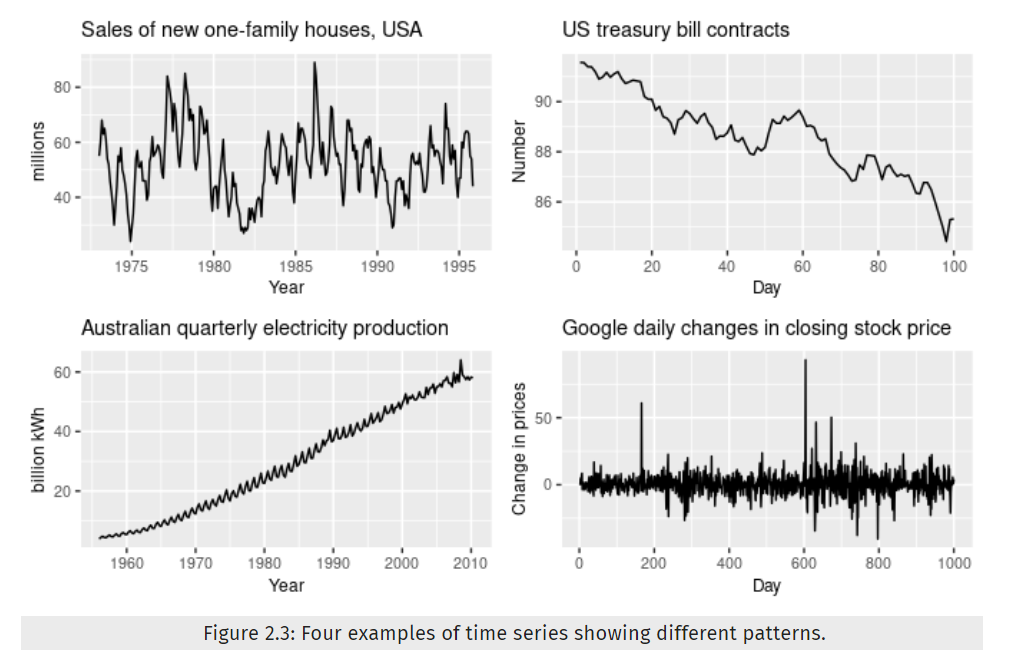 Sales of new one-family houses, USA
millions
80
60
40
1975 1980 1985 1990 1995
Year
US treasury bill contracts
Number
90
88
86
0 20 40 60 80 100
Day
Australian quarterly electricity production
billion kWh
60
40
20
1960 1970 1980 1990 2000 2010
Year
Google daily changes in closing stock price
Change in prices
50
0
0 200 400 600 800 1000
Day
Figure 2.3: Four examples of time series showing different patterns.